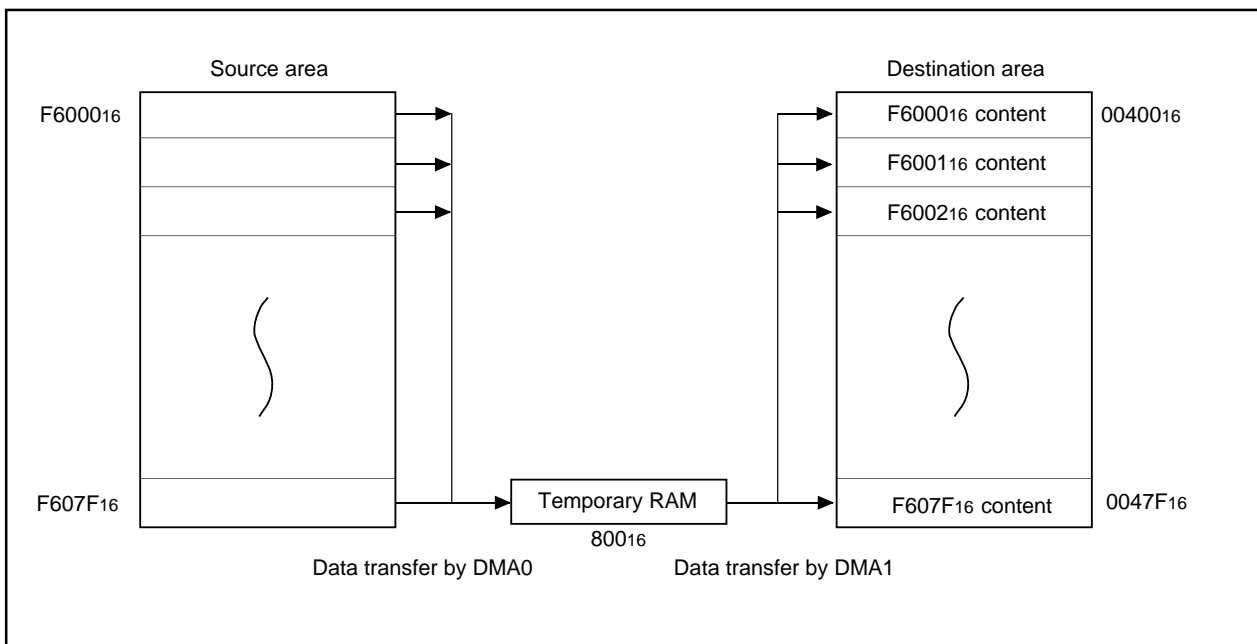 Source area
Destination area
F600016
F600016 content
0040016
F600116 content
F600216 content
F607F16
Temporary RAM
F607F16 content
0047F16
80016
Data transfer by DMA0
Data transfer by DMA1